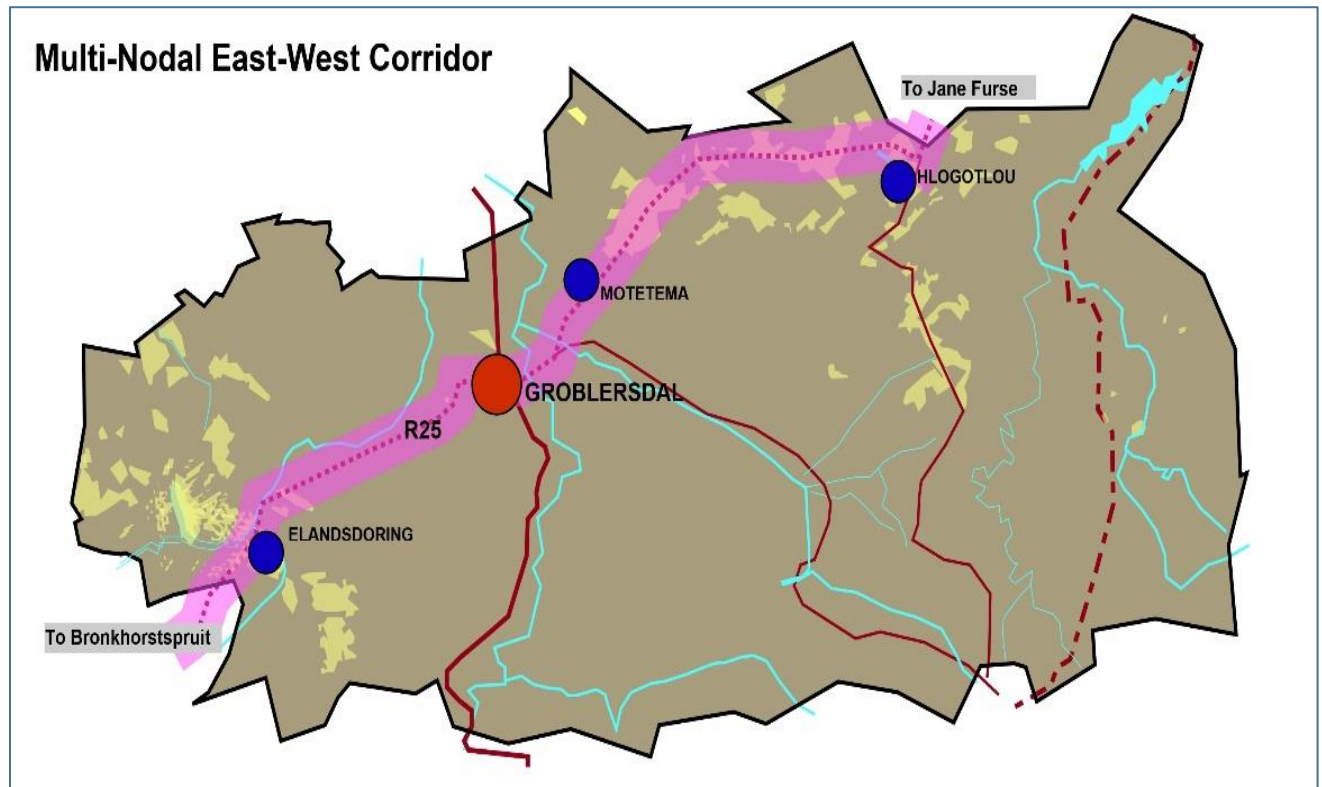 Multi-Nodal East-West Corridor
To Jane Furse
HLOGOTLOU
MOTETEMA
GROBLERSDAL
R25
ELANDSDORING
To Bronkhorstspruit